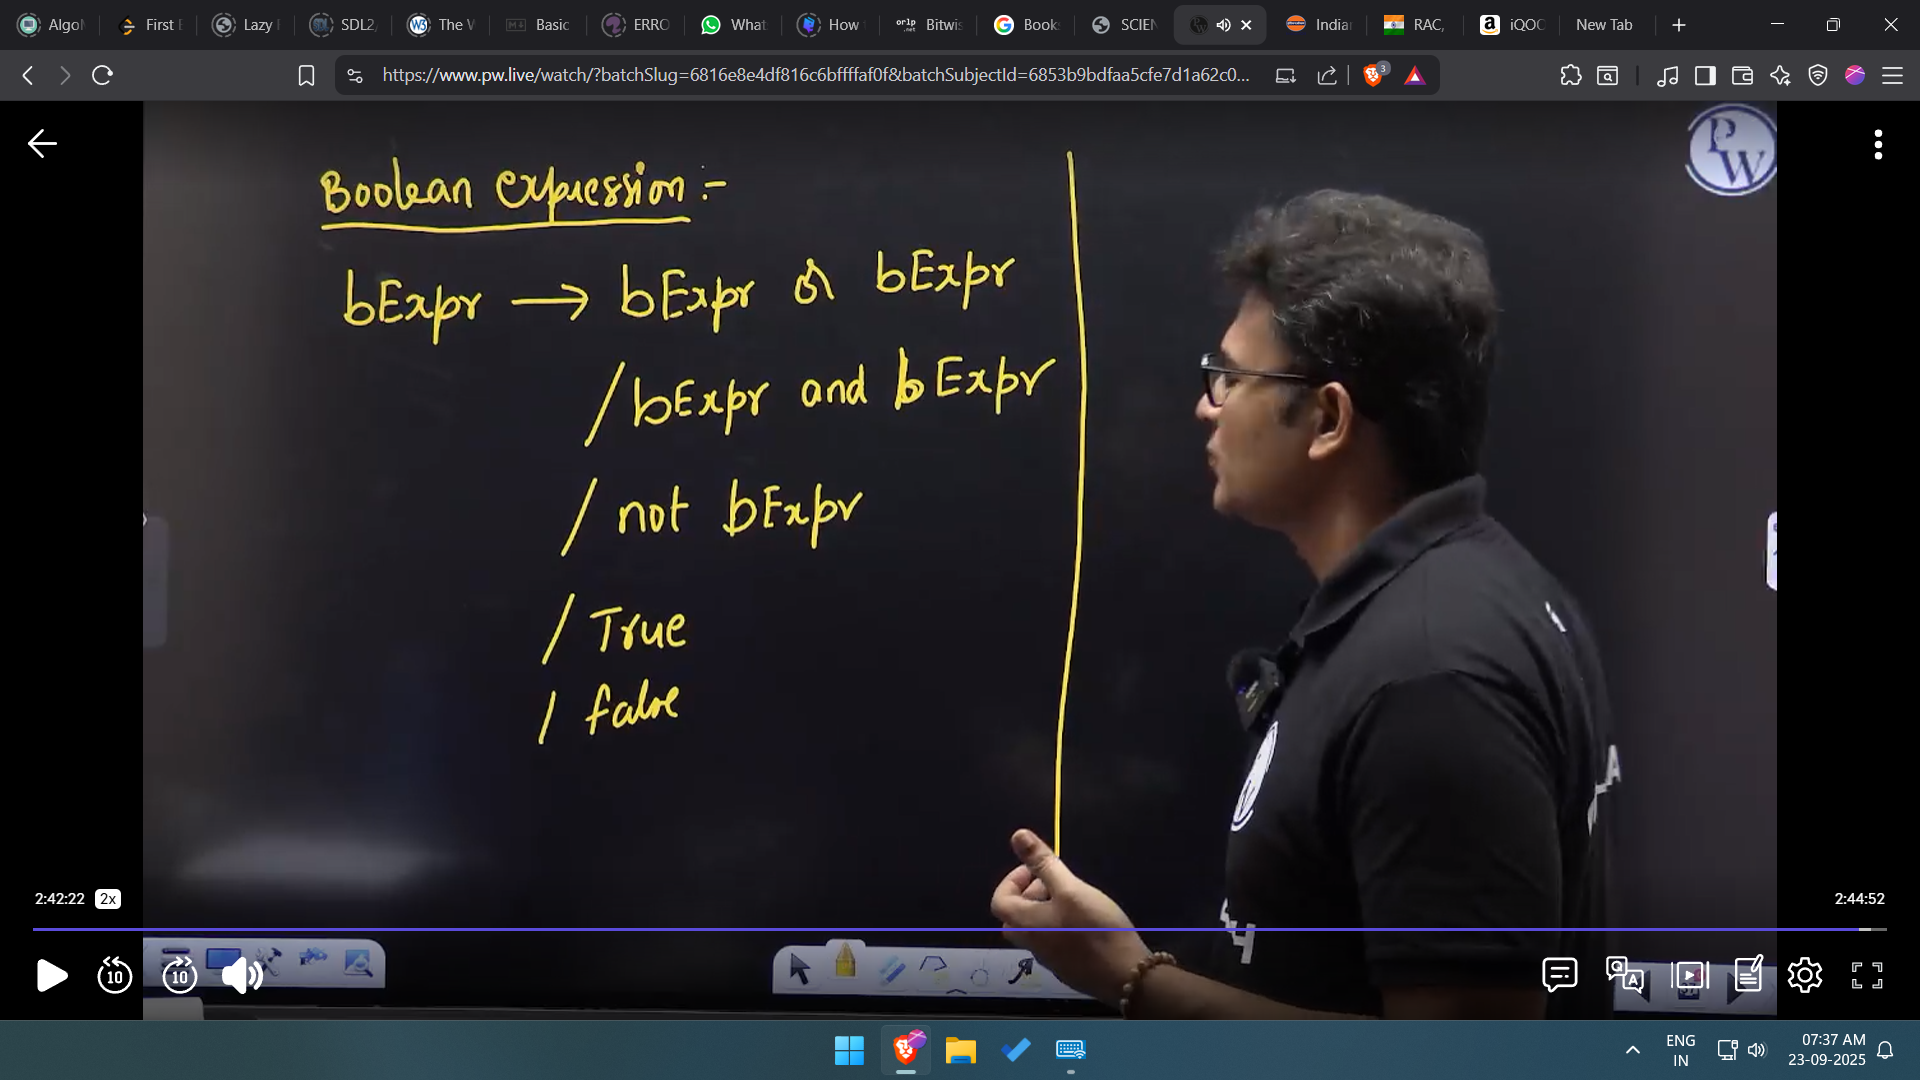 Algo
First E
Lazy
SDL2,
The W
Basic
ERRO
What
How
Bitwis
Book
SCIEN
India
RAC,
iQOO
New Tab
https://www.pw.live/watch/?batchSlug=6816e8e4df816c6bffffaf0f&batchSubjectId=6853b9bdfaa5cfe7d1a62c0...
3
PW
Boolean Expression :-
bExpr → bExpr or bExpr
/ bExpr and bExpr
/ not bExpr
/ True
/ false
2:42:22 2x
2:44:52
10 10
ENG
IN
07:37 AM
23-09-2025